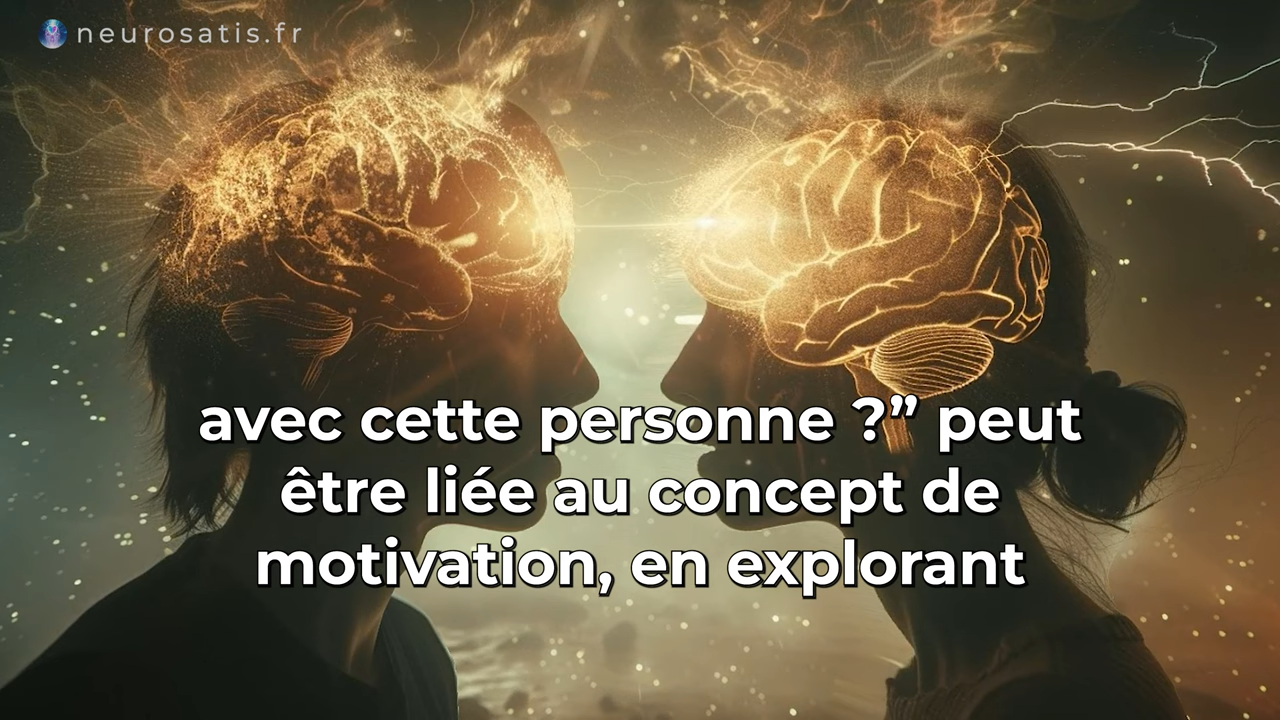 neurosatis.fr
avec cette personne ?” peut
être liée au concept de
motivation, en explorant